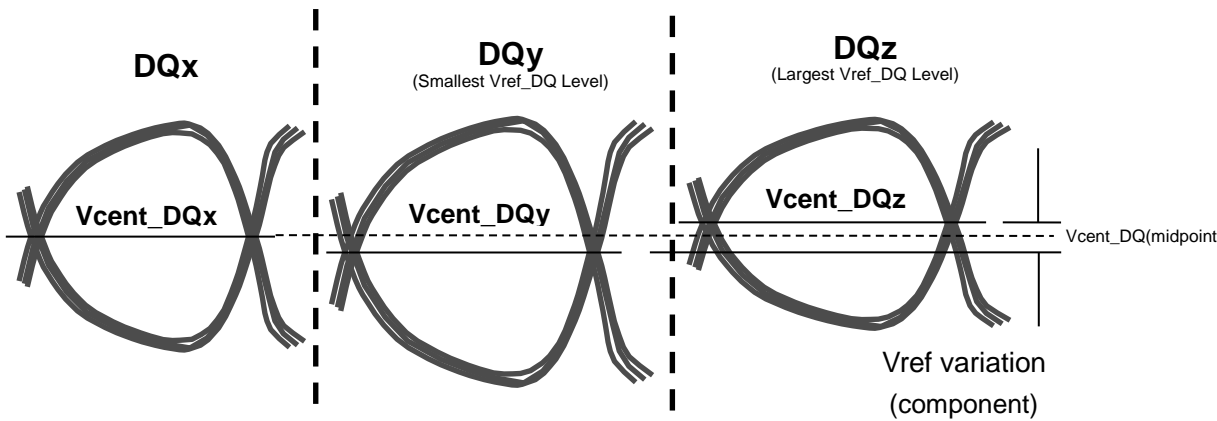 DQx
DQy
(Smallest Vref_DQ Level)
DQz
(Largest Vref_DQ Level)
Vcent_DQx
Vcent_DQy
Vcent_DQz
Vcent_DQ(midpoint
Vref variation
(component)